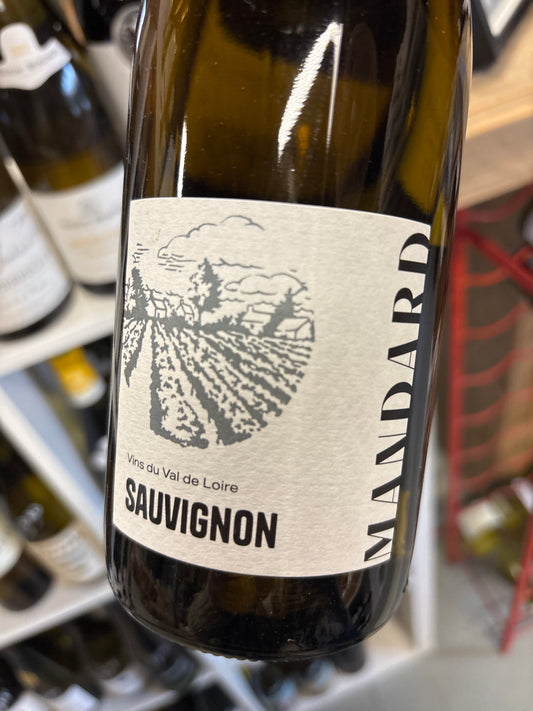 Vins du Val de Loire
SAUVIGNON
MANDARD